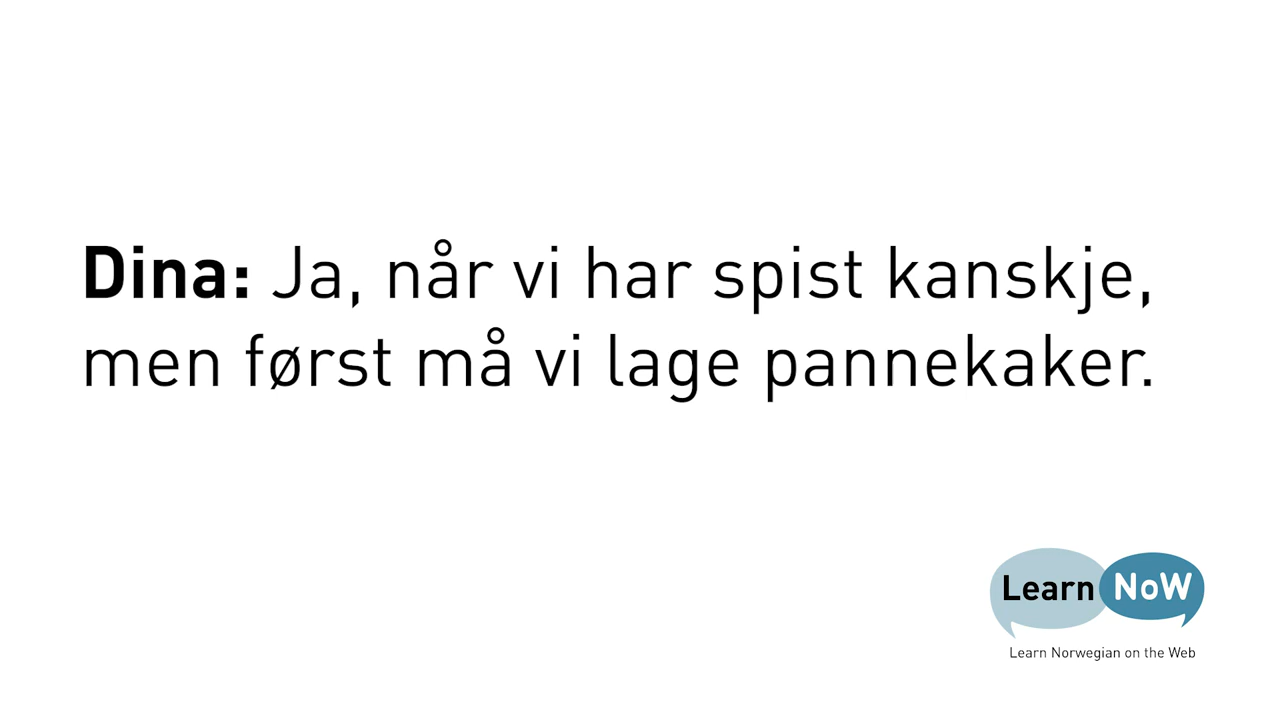 Dina: Ja, når vi har spist kanskje,
men først må vi lage pannekaker.
Learn NoW
Learn Norwegian on the Web